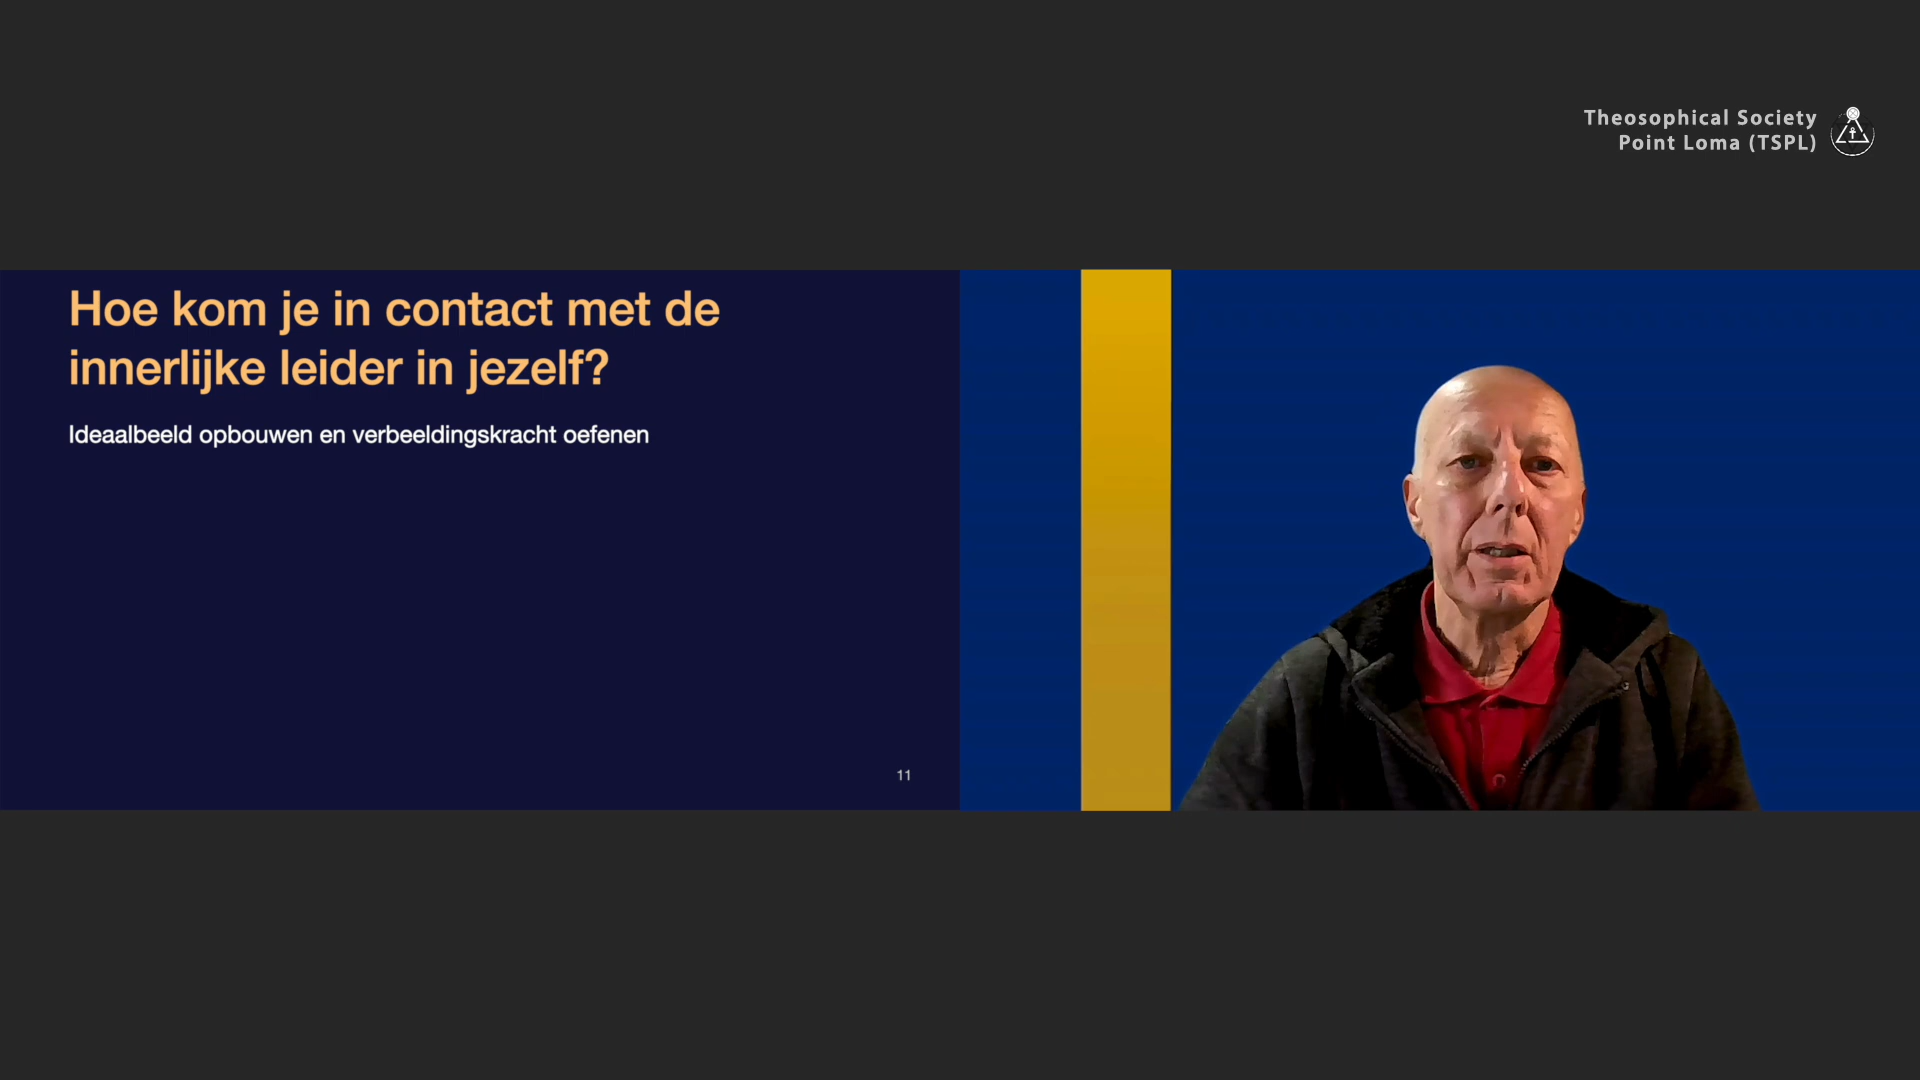 Theosophical Society
Point Loma (TSPL)
Hoe kom je in contact met de
innerlijke leider in jezelf?
Ideaalbeeld opbouwen en verbeeldingskracht oefenen
11